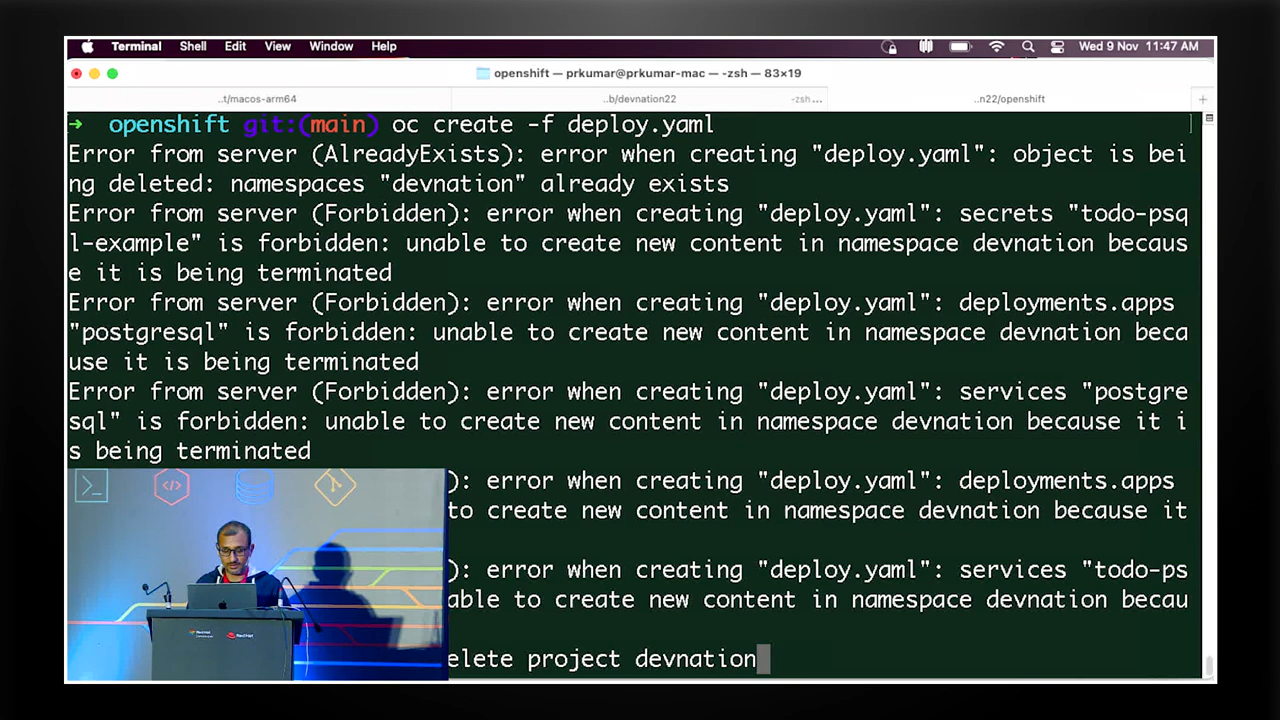 Terminal Shell Edit View Window Help Wed 9 Nov 11:47 AM
openshift — prkumar@prkumar-mac — -zsh — 83×19
..t/macos-arm64 ..b/devnation22 -zsh... ..n22/openshift +
→ openshift git:(main) oc create -f deploy.yaml
Error from server (AlreadyExists): error when creating "deploy.yaml": object is bei
ng deleted: namespaces "devnation" already exists
Error from server (Forbidden): error when creating "deploy.yaml": secrets "todo-psq
l-example" is forbidden: unable to create new content in namespace devnation becaus
e it is being terminated
Error from server (Forbidden): error when creating "deploy.yaml": deployments.apps
"postgresql" is forbidden: unable to create new content in namespace devnation beca
use it is being terminated
Error from server (Forbidden): error when creating "deploy.yaml": services "postgre
sql" is forbidden: unable to create new content in namespace devnation because it i
s being terminated
): error when creating "deploy.yaml": deployments.apps
to create new content in namespace devnation because it
): error when creating "deploy.yaml": services "todo-ps
able to create new content in namespace devnation becau
elete project devnation
Red Hat